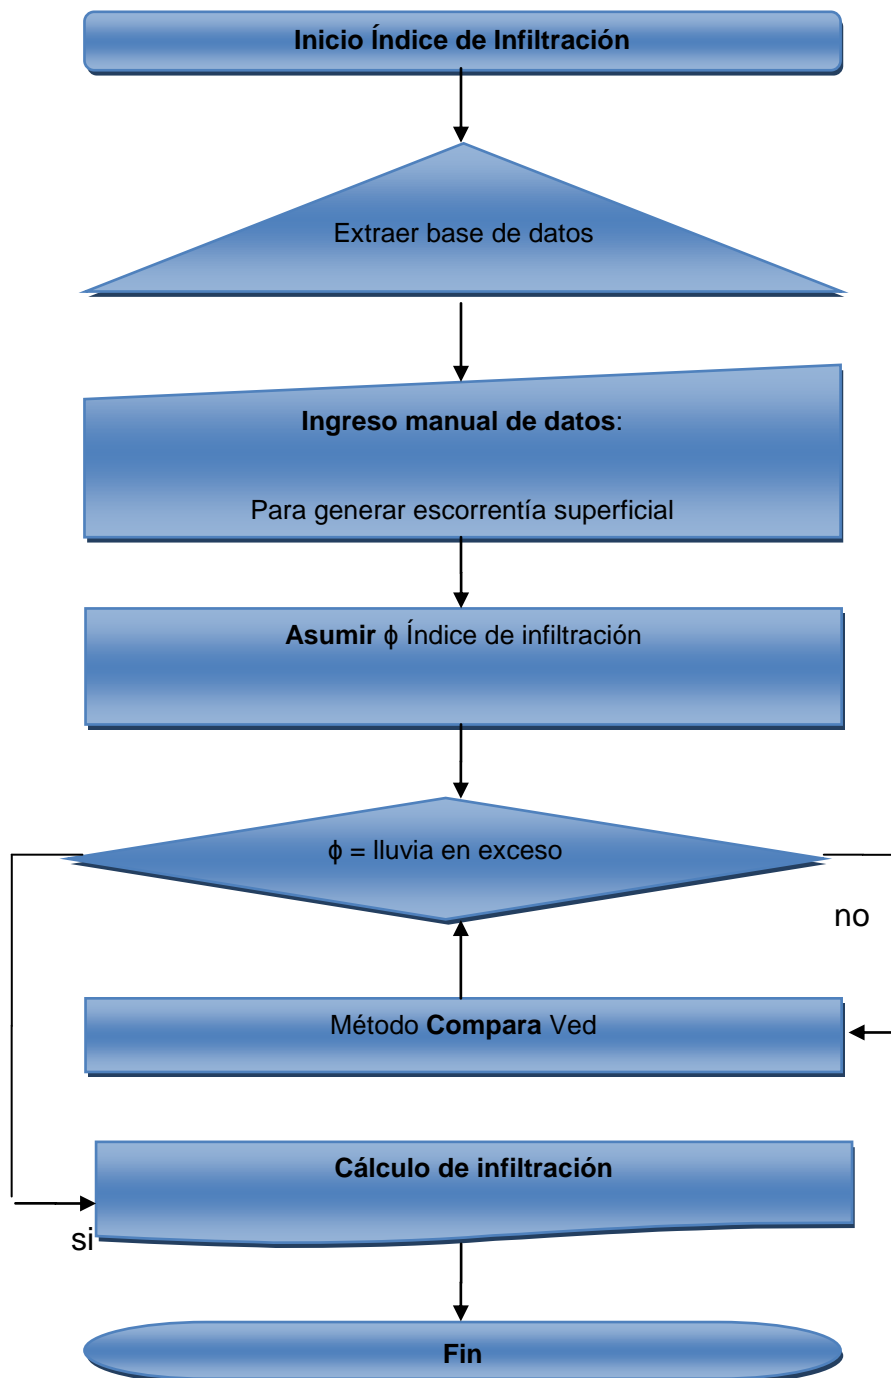 Inicio Índice de Infiltración
Extraer base de datos
Ingreso manual de datos:
Para generar escorrentía superficial
Asumir ϕ Índice de infiltración
ϕ = lluvia en exceso
no
Método Compara Ved
Cálculo de infiltración
si
Fin